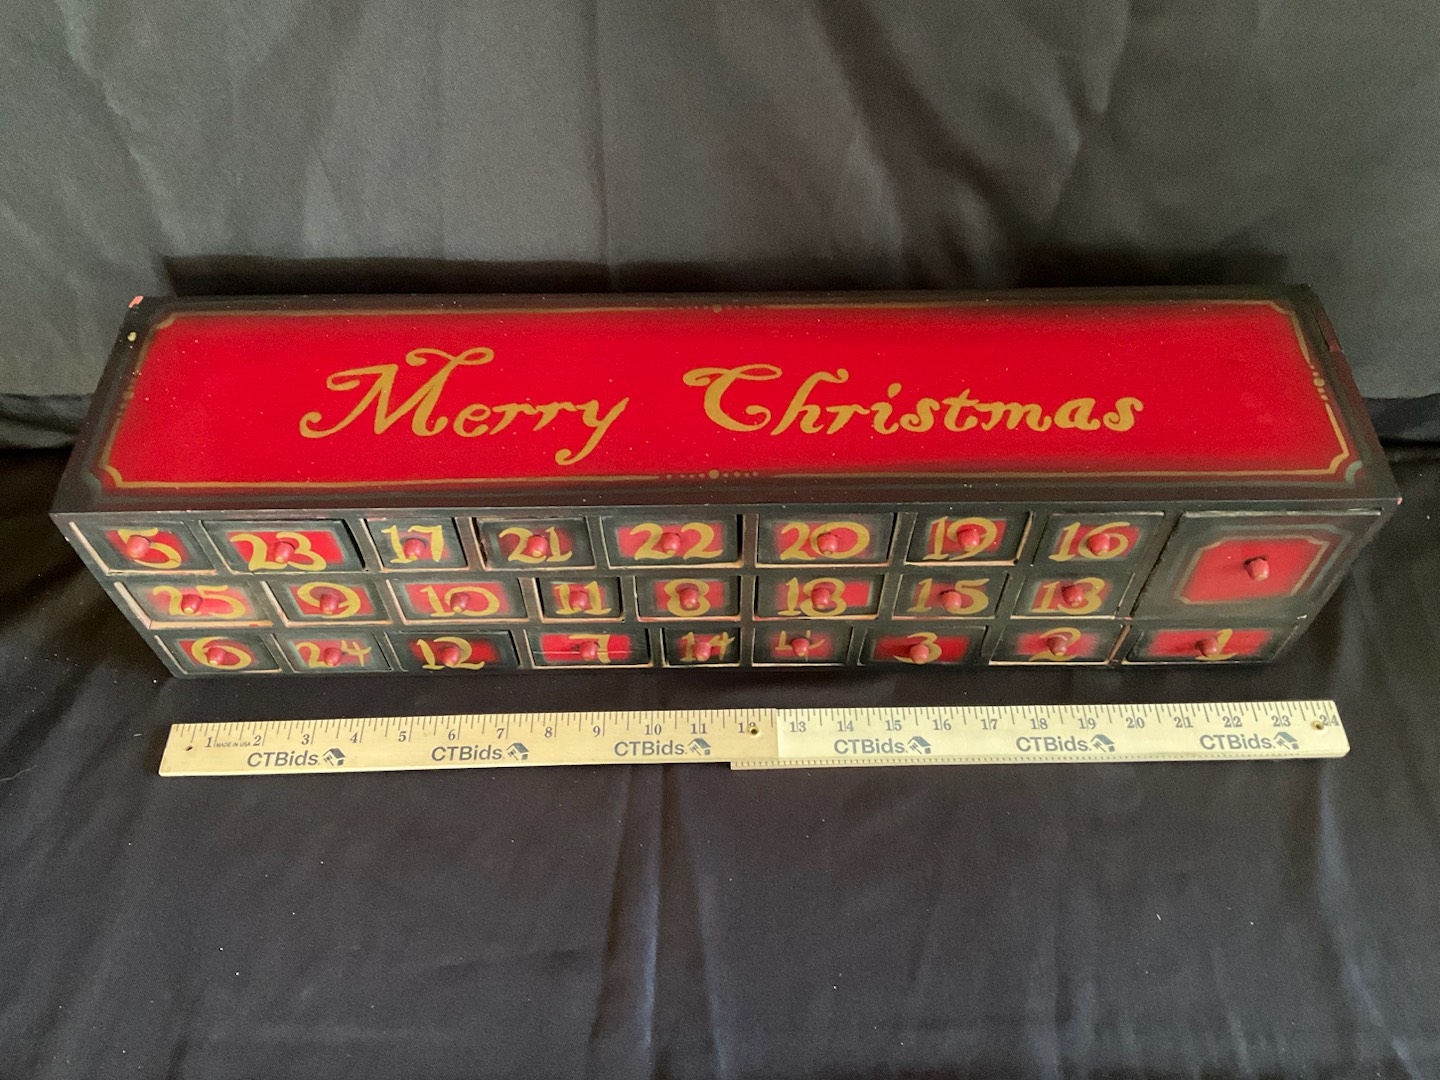 Merry Christmas
5 23 17 21 22 20 19 16
25 9 10 11 8 18 15 13
6 24 12 7 14 4 3 2 1
1 MADE IN USA 2 3 4 5 6 7 8 9 10 11 12 13 14 15 16 17 18 19 20 21 22 23 24
CTBids CTBids CTBids CTBids CTBids CTBids